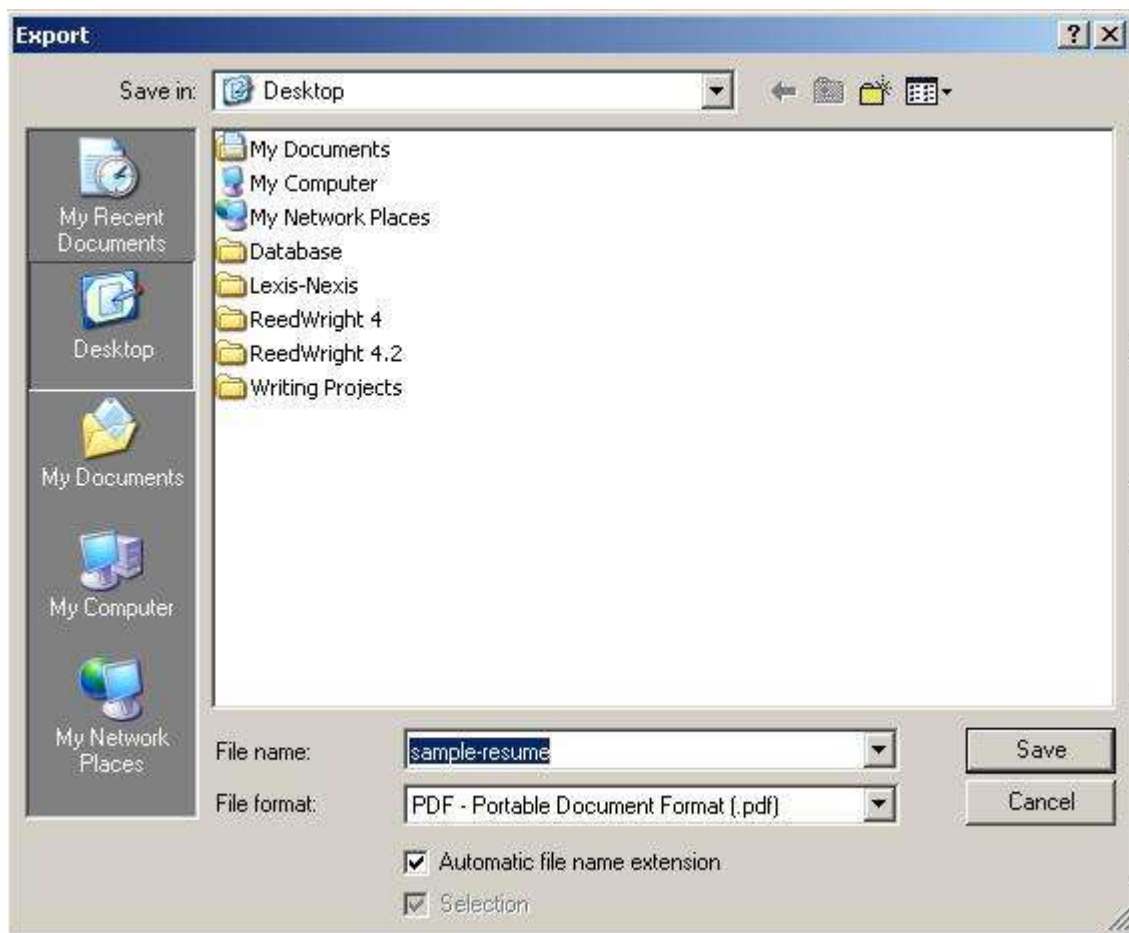 Export
Save in:
Desktop
My Recent
Documents
Desktop
My Documents
My Computer
My Network
Places
My Documents
My Computer
My Network Places
Database
Lexis-Nexis
ReedWright 4
ReedWright 4.2
Writing Projects
File name:
sample-resume
Save
File format:
PDF - Portable Document Format (.pdf)
Cancel
Automatic file name extension
Selection